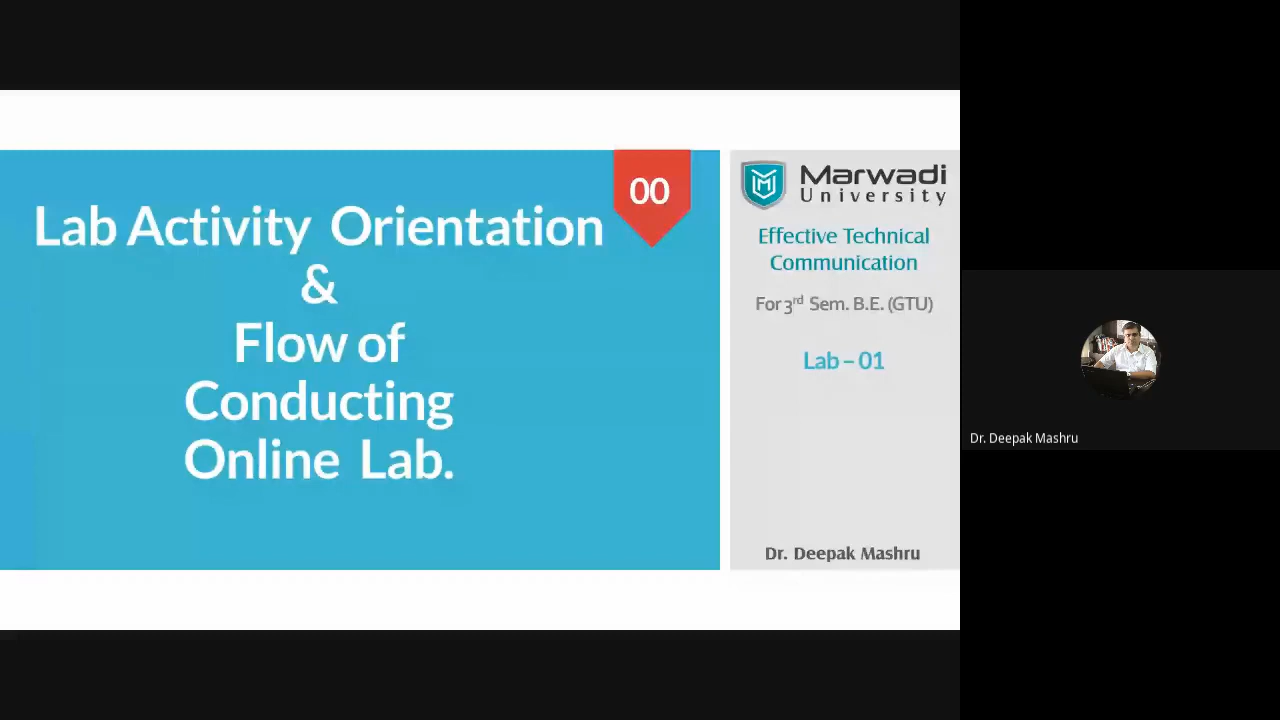 00
Lab Activity Orientation
&
Flow of
Conducting
Online Lab.
Marwadi
University
Effective Technical
Communication
For 3rd Sem. B.E. (GTU)
Lab – 01
Dr. Deepak Mashru
Dr. Deepak Mashru